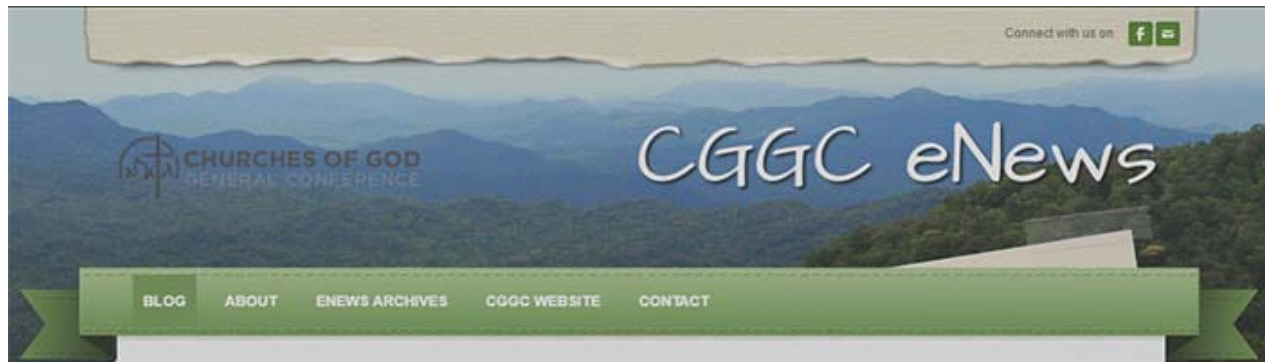 Connect with us on
CHURCHES OF GOD
GENERAL CONFERENCE
CGGC eNews
BLOG ABOUT ENEWS ARCHIVES CGGC WEBSITE CONTACT